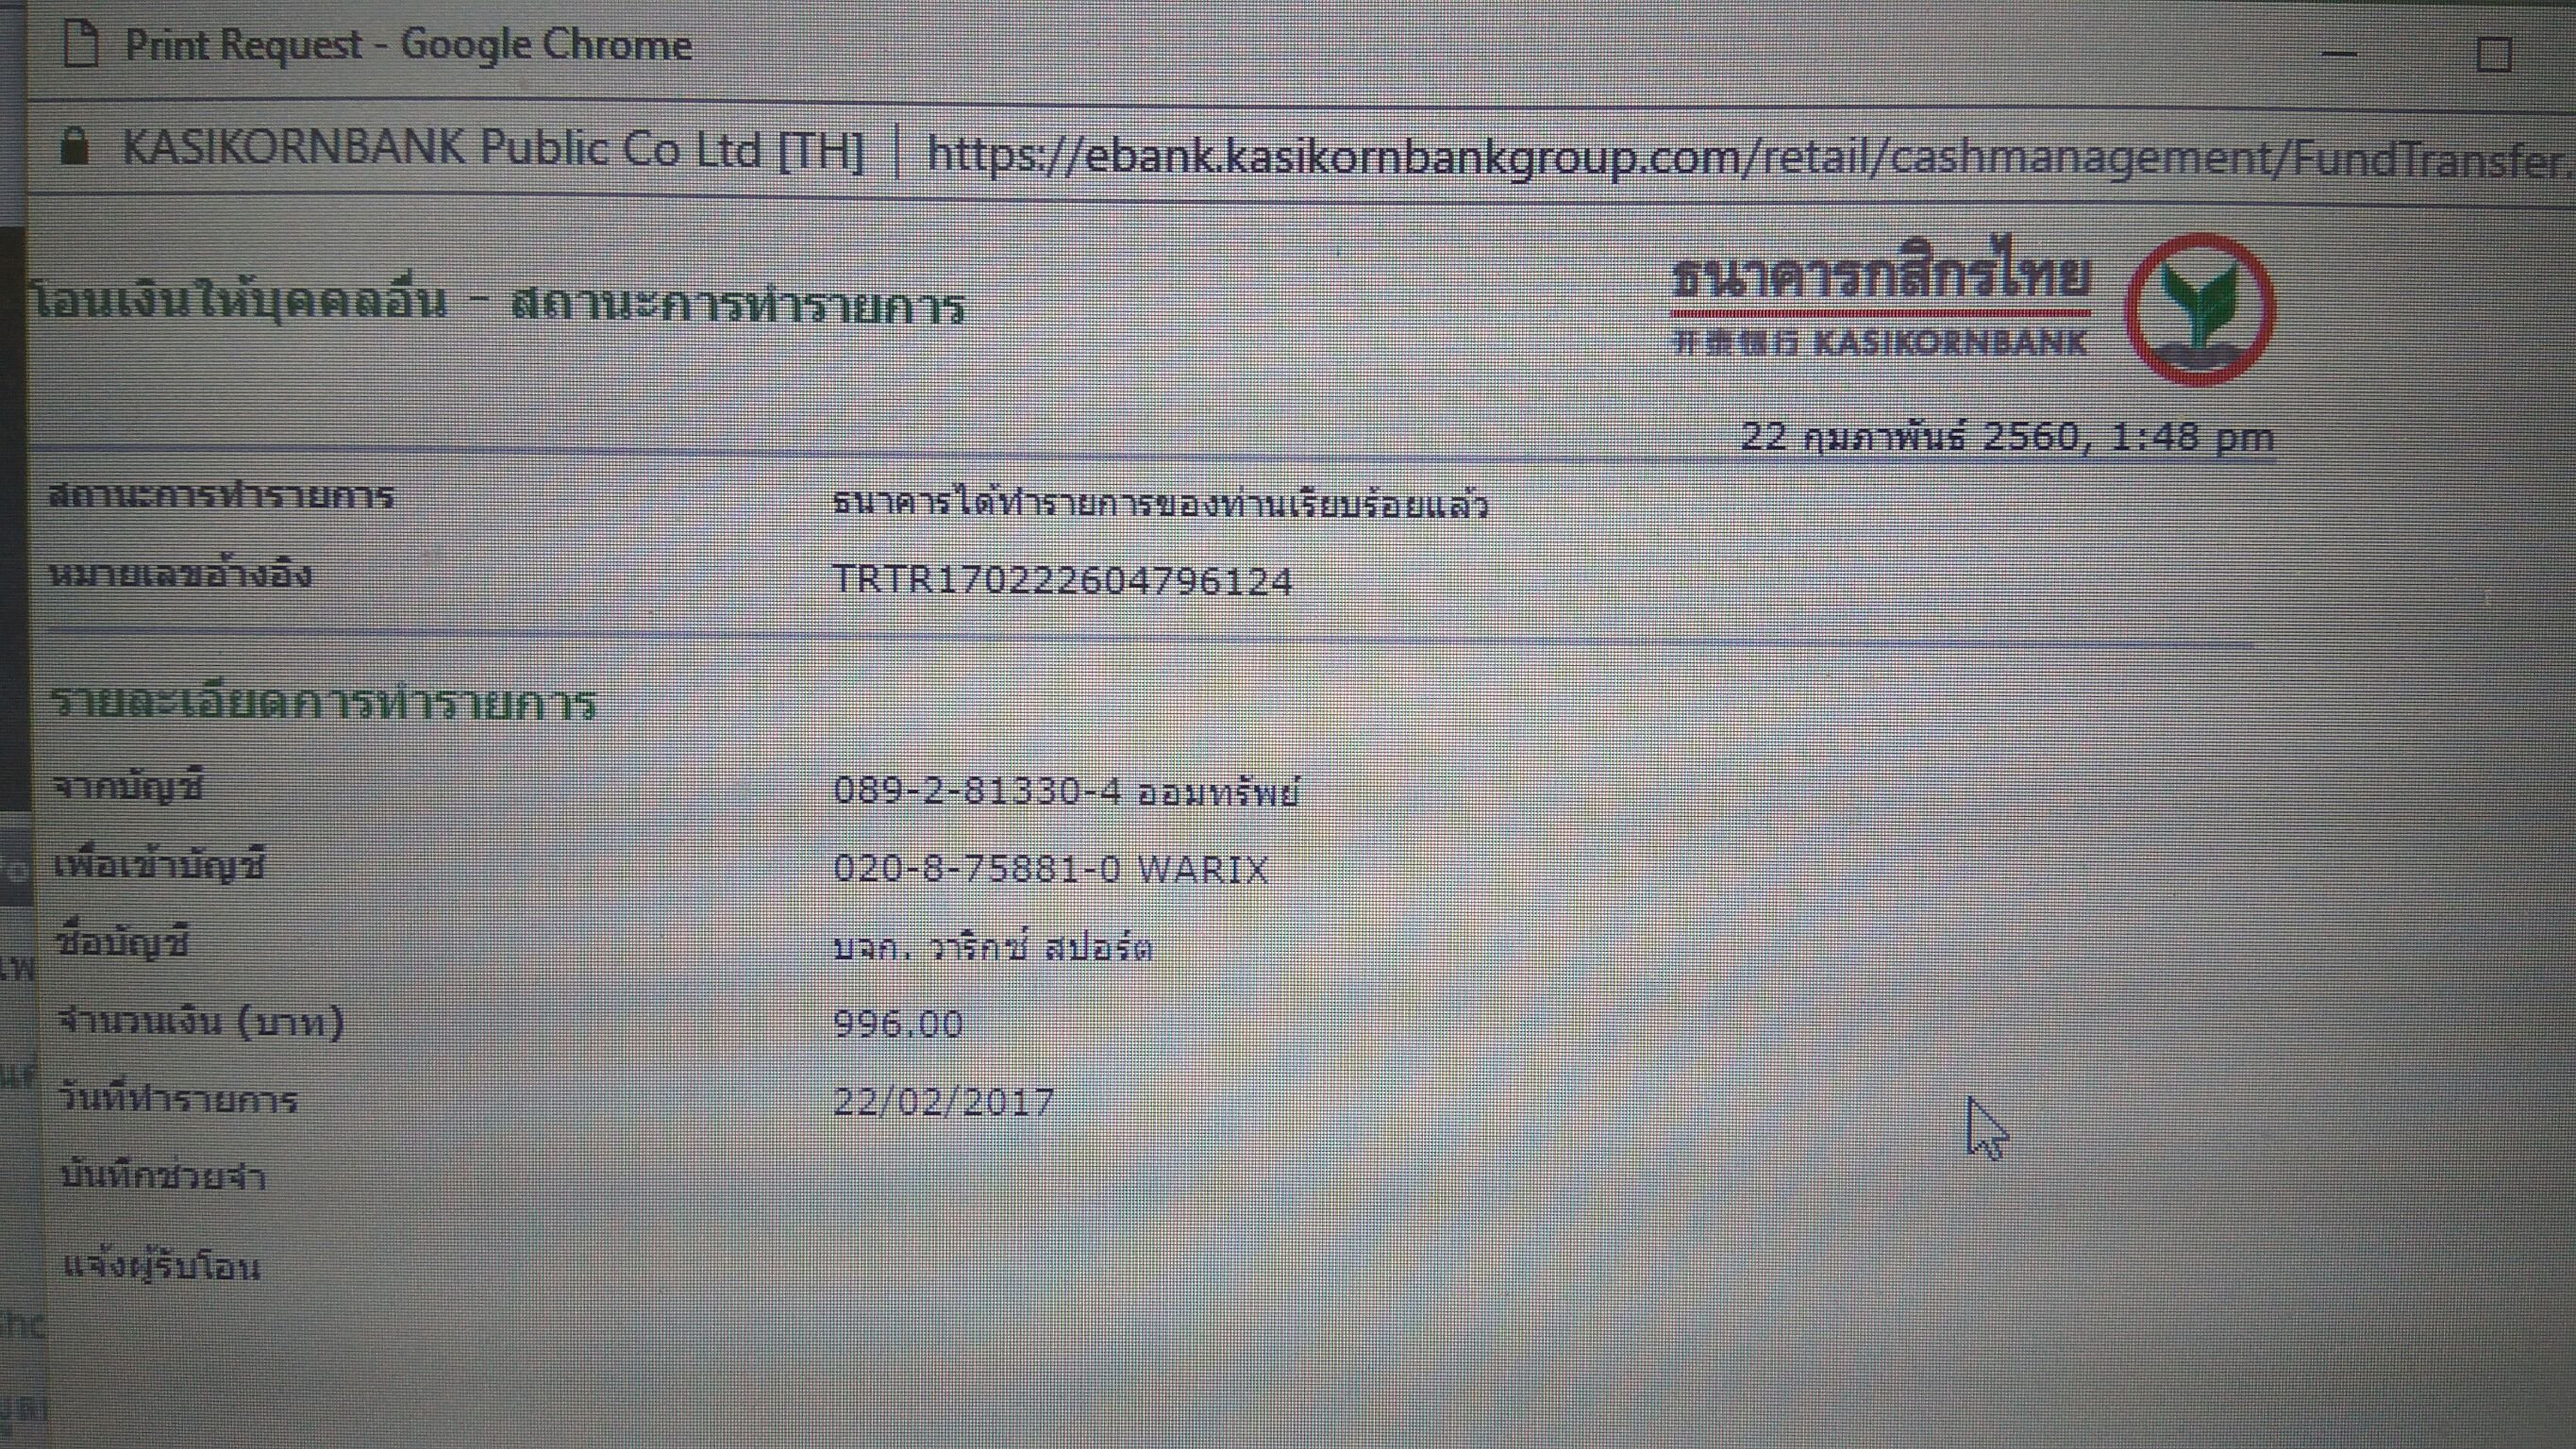 Print Request - Google Chrome
KASIKORNBANK Public Co Ltd [TH] | https://ebank.kasikornbankgroup.com/retail/cashmanagement/FundTransfer.
ธนาคารกสิกรไทย
开泰银行 KASIKORNBANK
โอนเงินให้บุคคลอื่น - สถานะการทำรายการ
22 กุมภาพันธ์ 2560, 1:48 pm
สถานะการทำรายการ ธนาคารได้ทำรายการของท่านเรียบร้อยแล้ว
หมายเลขอ้างอิง TRTR170222604796124
รายละเอียดการทำรายการ
จากบัญชี 089-2-81330-4 ออมทรัพย์
เพื่อเข้าบัญชี 020-8-75881-0 WARIX
ชื่อบัญชี บจก. วาริกซ์ สปอร์ต
จำนวนเงิน (บาท) 996.00
วันที่ทำรายการ 22/02/2017
บันทึกช่วยจำ
แจ้งผู้รับโอน